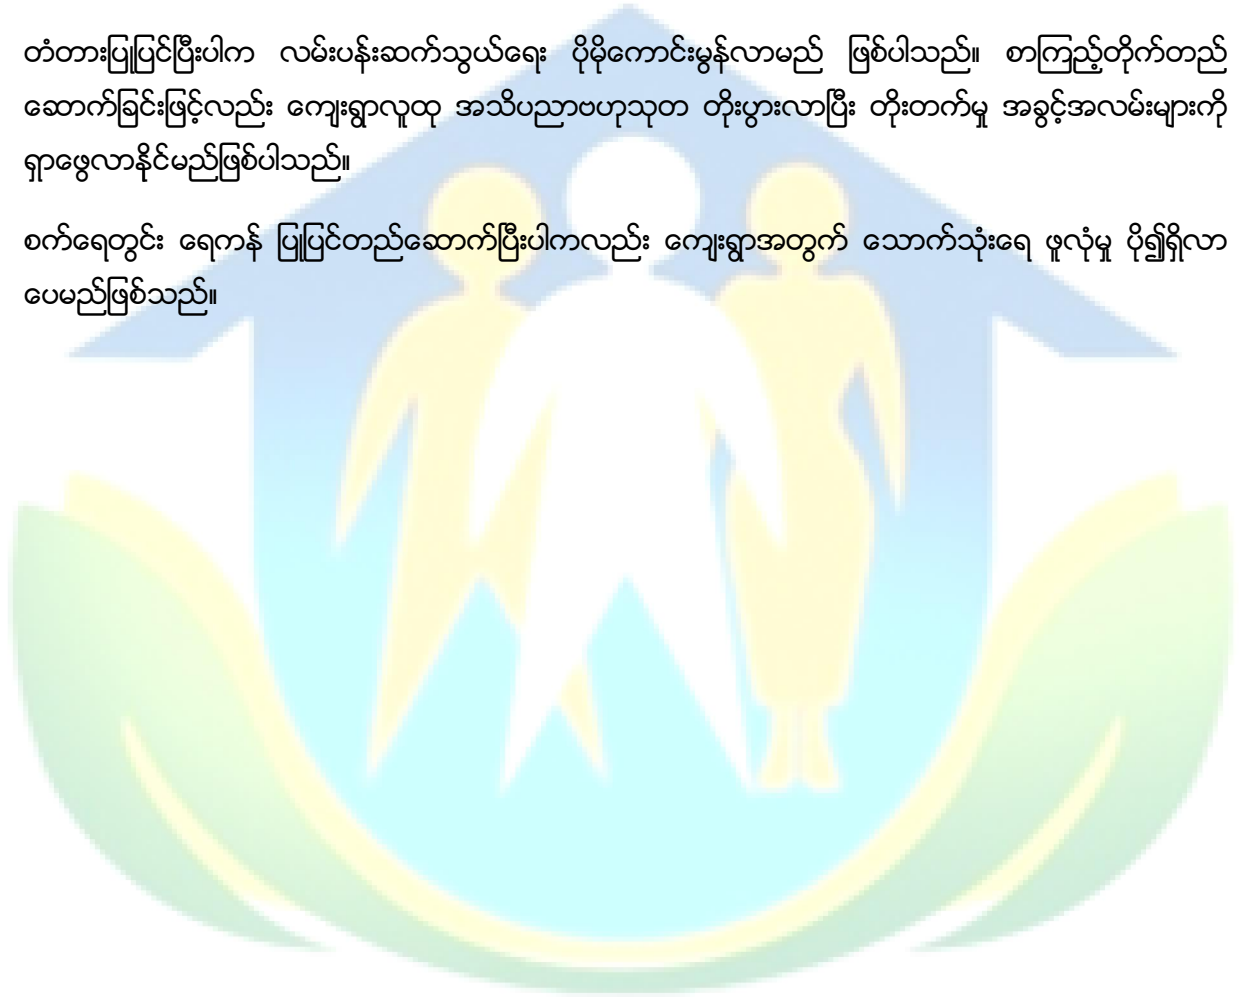 တံတားပြုပြင်ပြီးပါက လမ်းပန်းဆက်သွယ်ရေး ပိုမိုကောင်းမွန်လာမည် ဖြစ်ပါသည်။ စာကြည့်တိုက်တည်
ဆောက်ခြင်းဖြင့်လည်း ကျေးရွာလူထု အသိပညာဗဟုသုတ တိုးပွားလာပြီး တိုးတက်မှု အခွင့်အလမ်းများကို
ရှာဖွေလာနိုင်မည်ဖြစ်ပါသည်။
စက်ရေတွင်း ရေကန် ပြုပြင်တည်ဆောက်ပြီးပါကလည်း ကျေးရွာအတွက် သောက်သုံးရေ ဖူလုံမှု ပို၍ရှိလာ
ပေမည်ဖြစ်သည်။